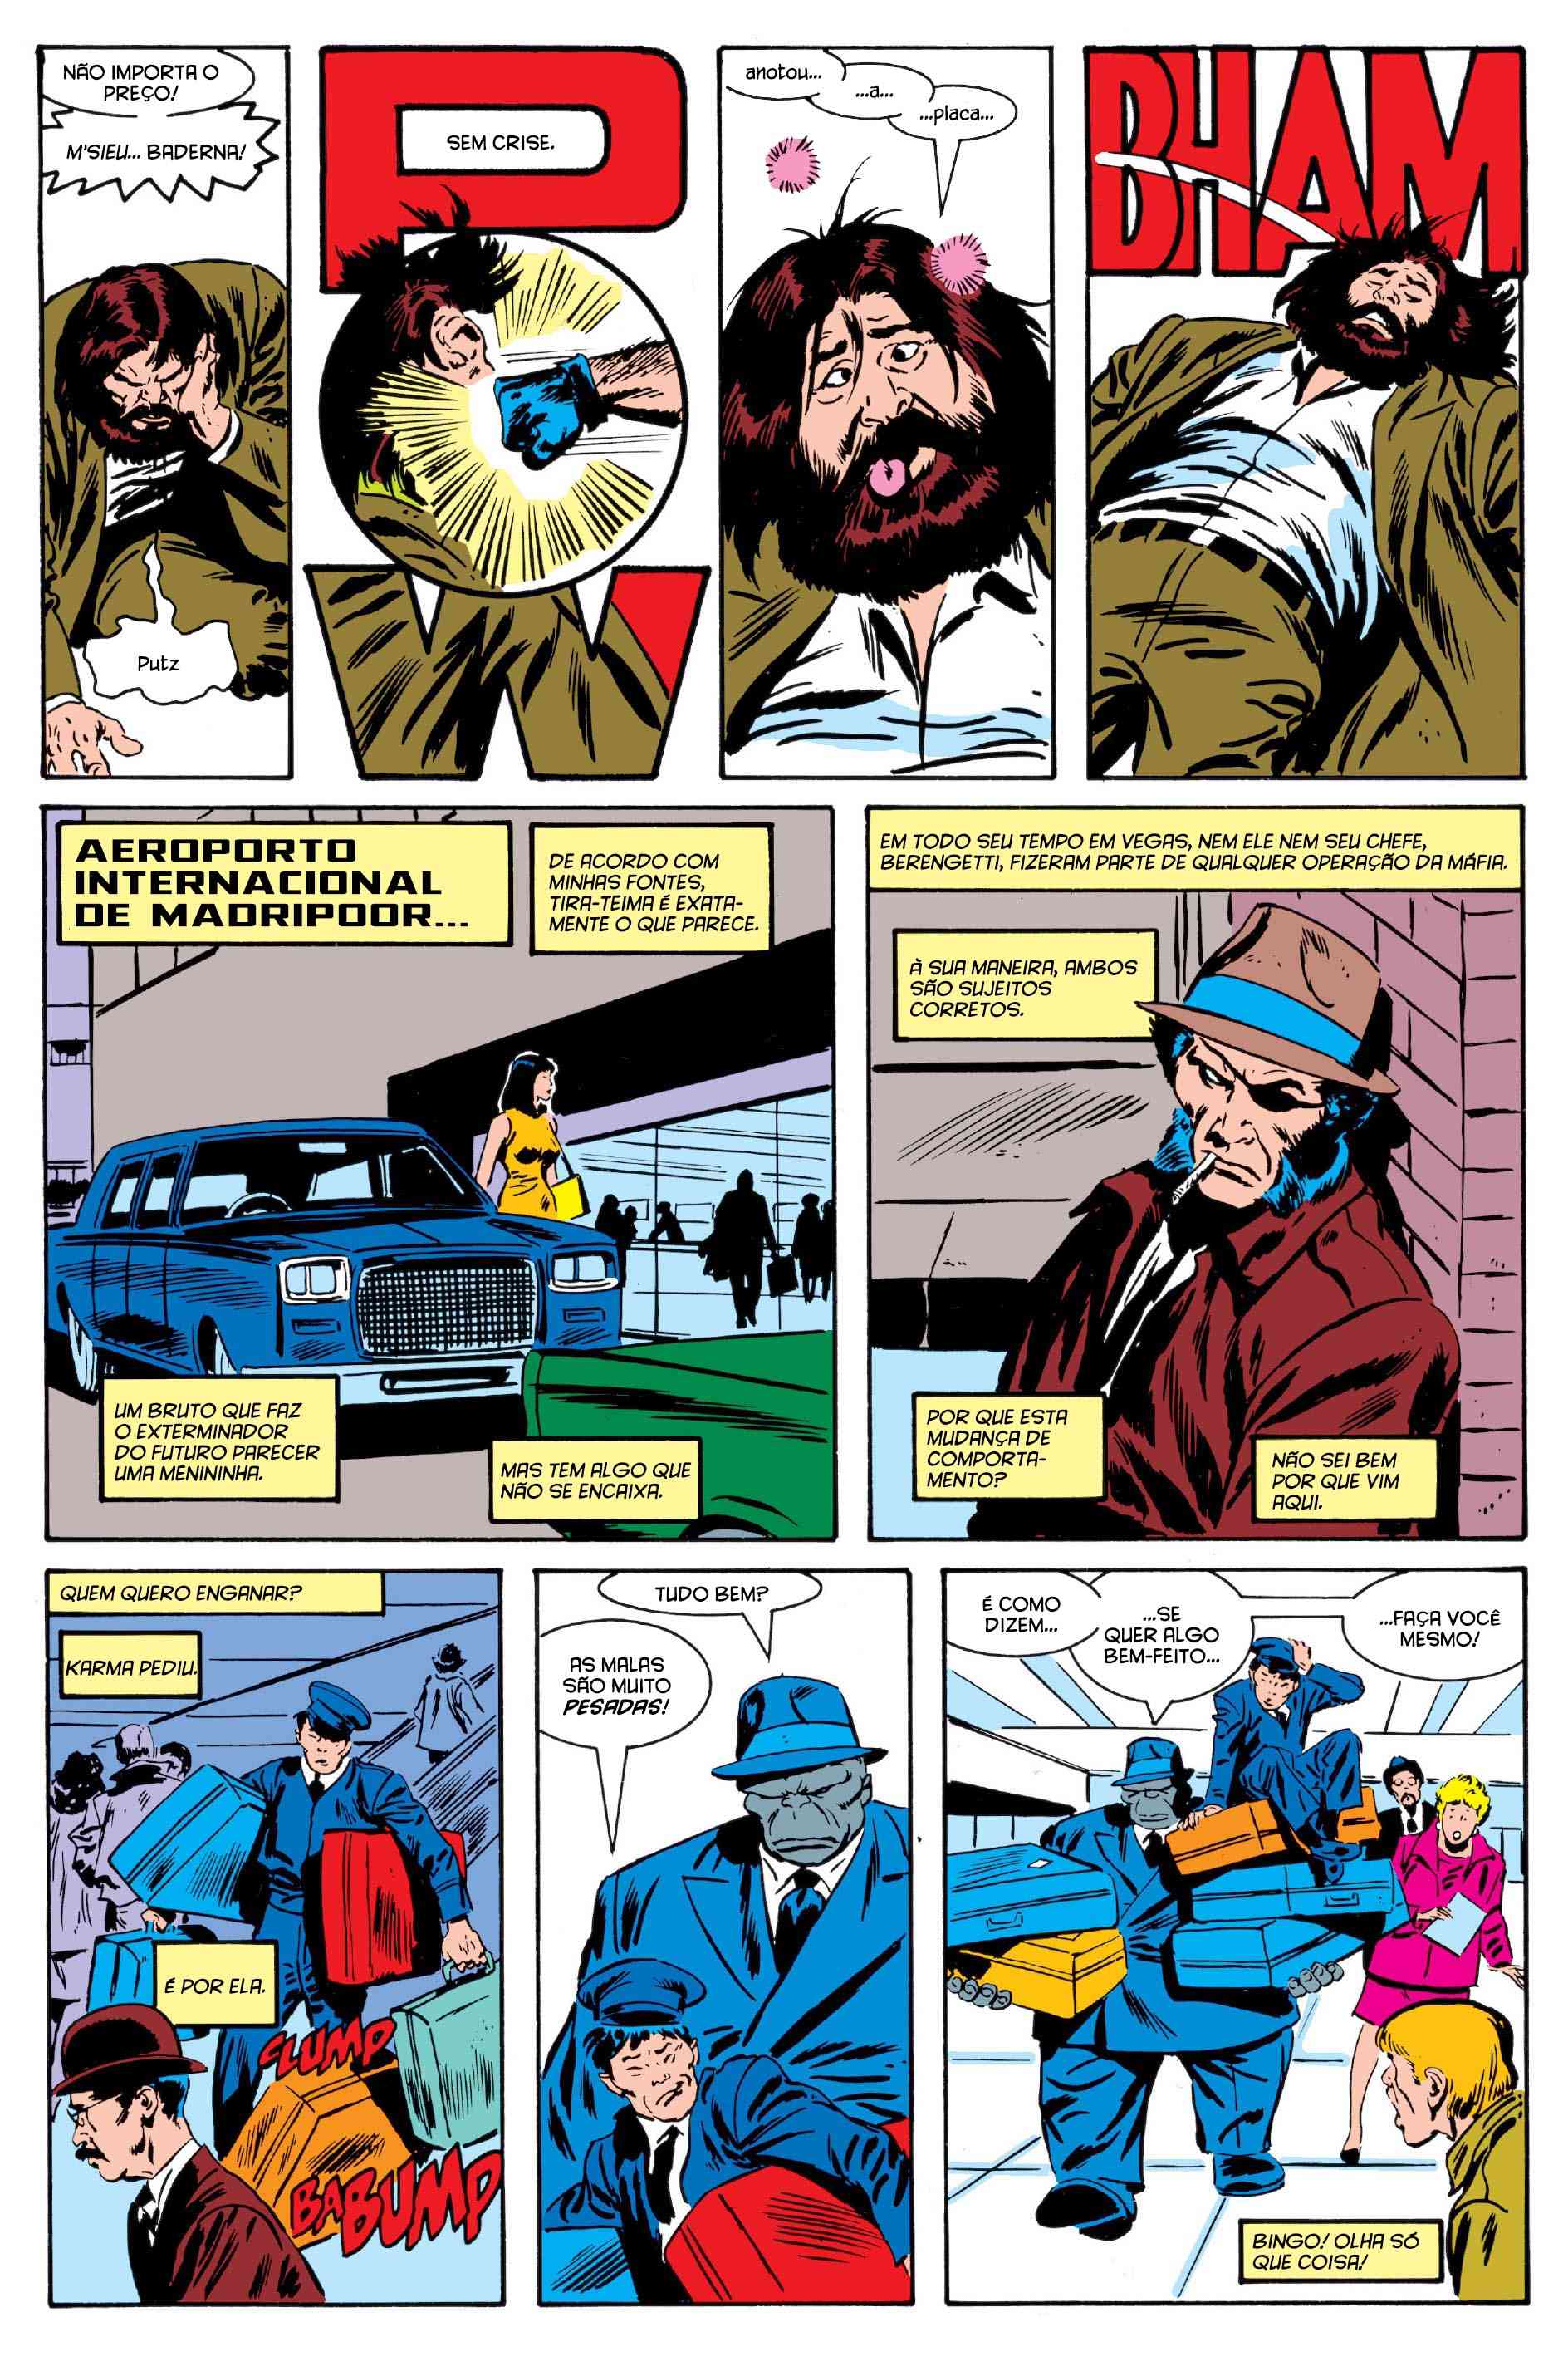 NÃO IMPORTA O
PREÇO!
M'SIEU... BADERNA!
Putz
POW
SEM CRISE.
anotou...
...a...
...placa...
BHAM
AEROPORTO
INTERNACIONAL
DE MADRIPOOR...
DE ACORDO COM
MINHAS FONTES,
TIRA-TEIMA É EXATA-
MENTE O QUE PARECE.
UM BRUTO QUE FAZ
O EXTERMINADOR
DO FUTURO PARECER
UMA MENININHA.
MAS TEM ALGO QUE
NÃO SE ENCAIXA.
EM TODO SEU TEMPO EM VEGAS, NEM ELE NEM SEU CHEFE,
BERENGETTI, FIZERAM PARTE DE QUALQUER OPERAÇÃO DA MÁFIA.
À SUA MANEIRA, AMBOS
SÃO SUJEITOS
CORRETOS.
POR QUE ESTA
MUDANÇA DE
COMPORTA-
MENTO?
NÃO SEI BEM
POR QUE VIM
AQUI.
QUEM QUERO ENGANAR?
KARMA PEDIU.
É POR ELA.
CLUMP
BABUMP
TUDO BEM?
AS MALAS
SÃO MUITO
PESADAS!
É COMO
DIZEM...
...SE
QUER ALGO
BEM-FEITO...
...FAÇA VOCÊ
MESMO!
BINGO! OLHA SÓ
QUE COISA!